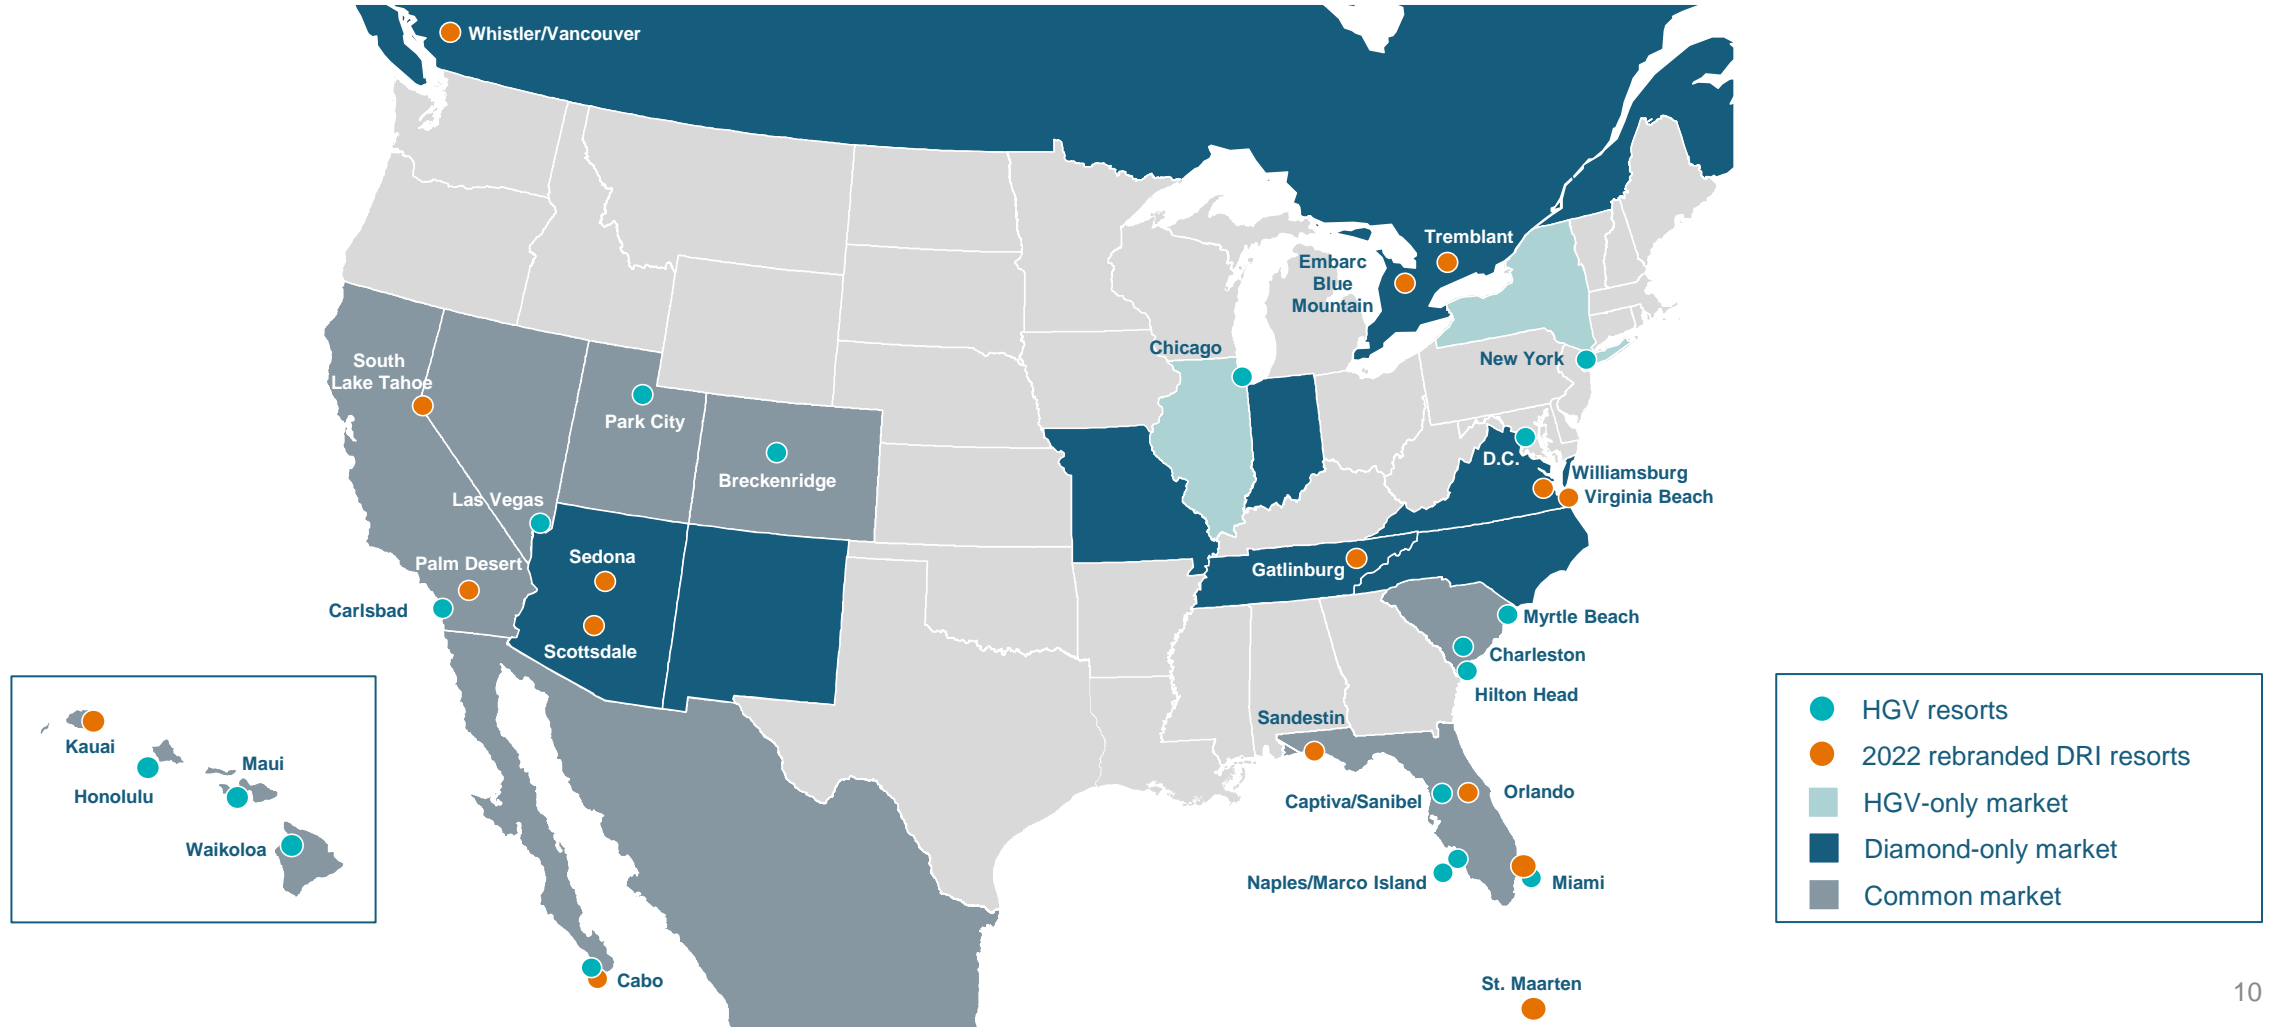 Whistler/Vancouver
Tremblant
Embarc
Blue
Mountain
Chicago
New York
South
Lake Tahoe
Park City
Breckenridge
D.C.
Williamsburg
Virginia Beach
Las Vegas
Palm Desert
Sedona
Gatlinburg
Carlsbad
Scottsdale
Myrtle Beach
Charleston
Hilton Head
Sandestin
Kauai
Maui
Honolulu
Waikoloa
Captiva/Sanibel
Orlando
Naples/Marco Island
Miami
Cabo
St. Maarten
HGV resorts
2022 rebranded DRI resorts
HGV-only market
Diamond-only market
Common market
10